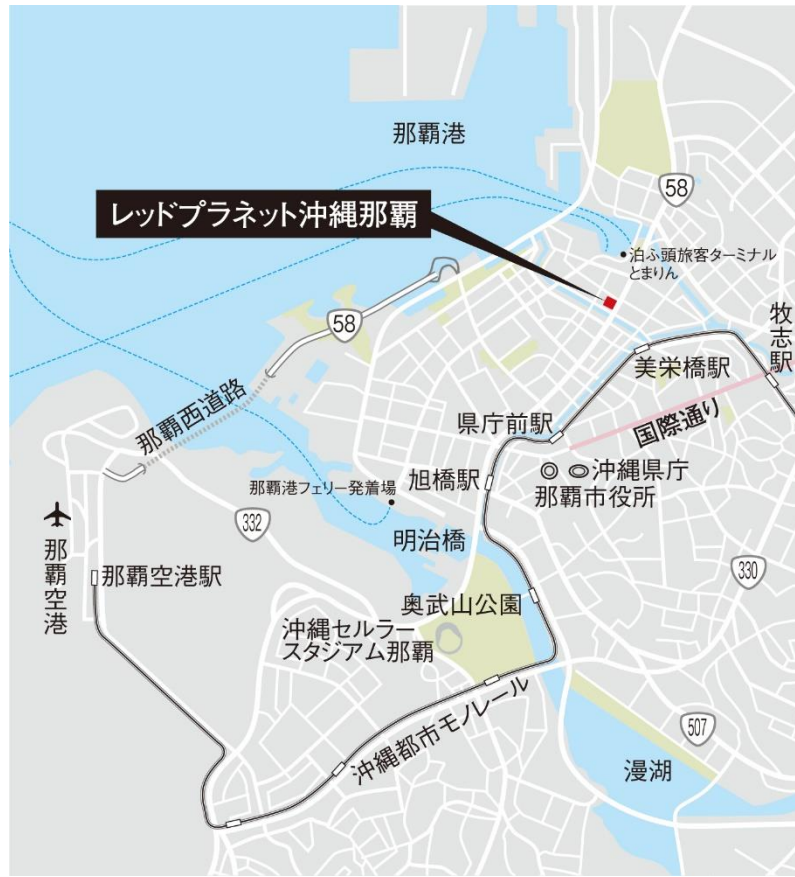 那覇港
58
レッドプラネット沖縄那覇
泊ふ頭旅客ターミナル
とまりん
58
牧志駅
美栄橋駅
那覇西道路
県庁前駅
国際通り
沖縄県庁
那覇市役所
旭橋駅
那覇港フェリー発着場
332
明治橋
那覇空港
那覇空港駅
330
奥武山公園
沖縄セルラー
スタジアム那覇
沖縄都市モノレール
507
漫湖